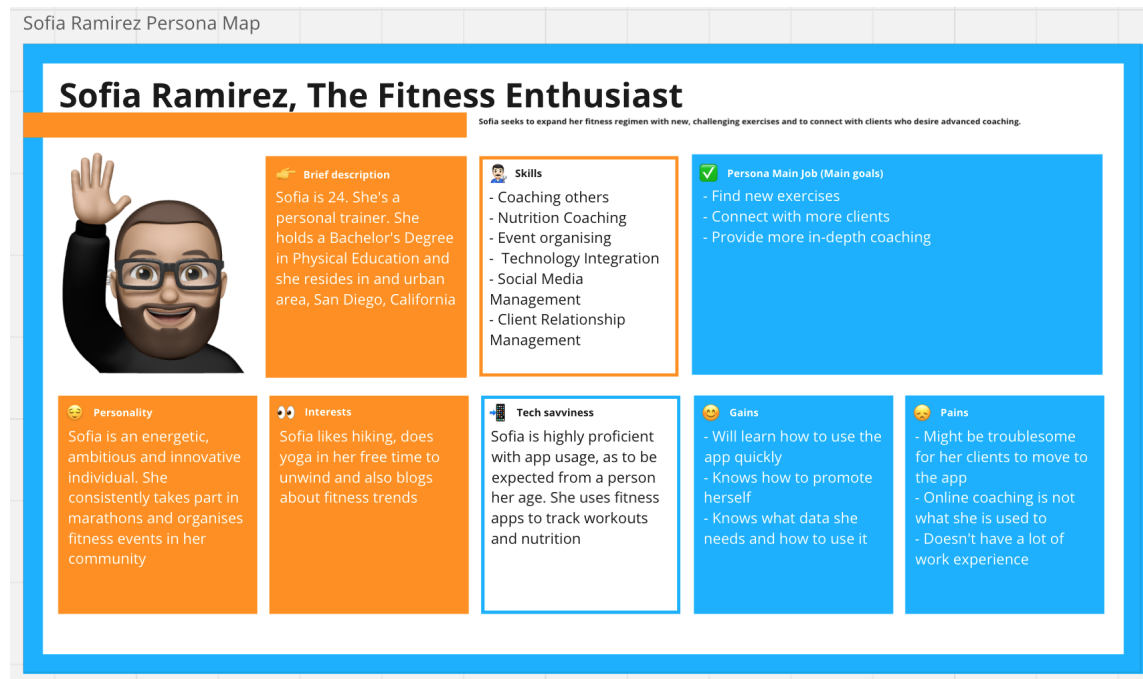 Sofia Ramirez Persona Map
Sofia Ramirez, The Fitness Enthusiast
Sofia seeks to expand her fitness regimen with new, challenging exercises and to connect with clients who desire advanced coaching.
Brief description
Sofia is 24. She's a
personal trainer. She
holds a Bachelor's Degree
in Physical Education and
she resides in and urban
area, San Diego, California
Skills
- Coaching others
- Nutrition Coaching
- Event organising
- Technology Integration
- Social Media
Management
- Client Relationship
Management
Persona Main Job (Main goals)
- Find new exercises
- Connect with more clients
- Provide more in-depth coaching
Personality
Sofia is an energetic,
ambitious and innovative
individual. She
consistently takes part in
marathons and organises
fitness events in her
community
Interests
Sofia likes hiking, does
yoga in her free time to
unwind and also blogs
about fitness trends
Tech savviness
Sofia is highly proficient
with app usage, as to be
expected from a person
her age. She uses fitness
apps to track workouts
and nutrition
Gains
- Will learn how to use the
app quickly
- Knows how to promote
herself
- Knows what data she
needs and how to use it
Pains
- Might be troublesome
for her clients to move to
the app
- Online coaching is not
what she is used to
- Doesn't have a lot of
work experience